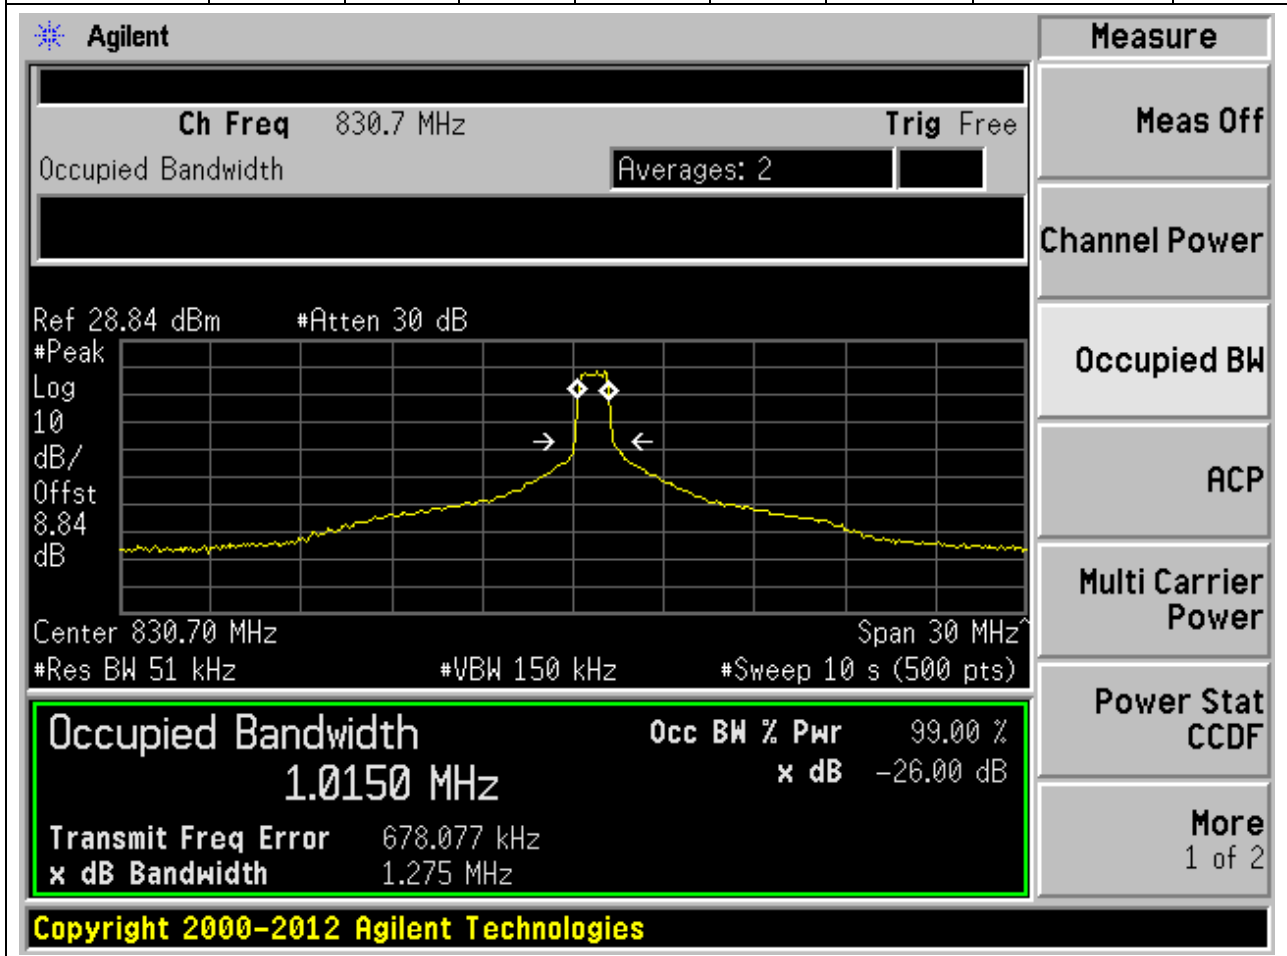 Agilent
Measure
Ch Freq 830.7 MHz Trig Free
Meas Off
Occupied Bandwidth Averages: 2
Channel Power
Ref 28.84 dBm #Atten 30 dB
#Peak
Log
10
dB/
Offst
8.84
dB
Occupied BW
ACP
Center 830.70 MHz Span 30 MHz^
#Res BW 51 kHz #VBW 150 kHz #Sweep 10 s (500 pts)
Multi Carrier
Power
Occupied Bandwidth Occ BW % Pwr 99.00 %
1.0150 MHz x dB -26.00 dB
Transmit Freq Error 678.077 kHz
x dB Bandwidth 1.275 MHz
Power Stat
CCDF
More
1 of 2
Copyright 2000-2012 Agilent Technologies